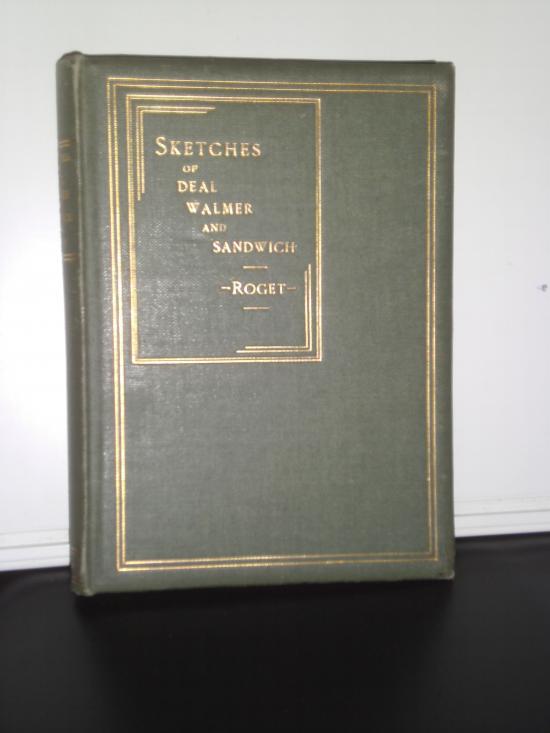 SKETCHES
OF
DEAL
WALMER
AND
SANDWICH
-ROGET-